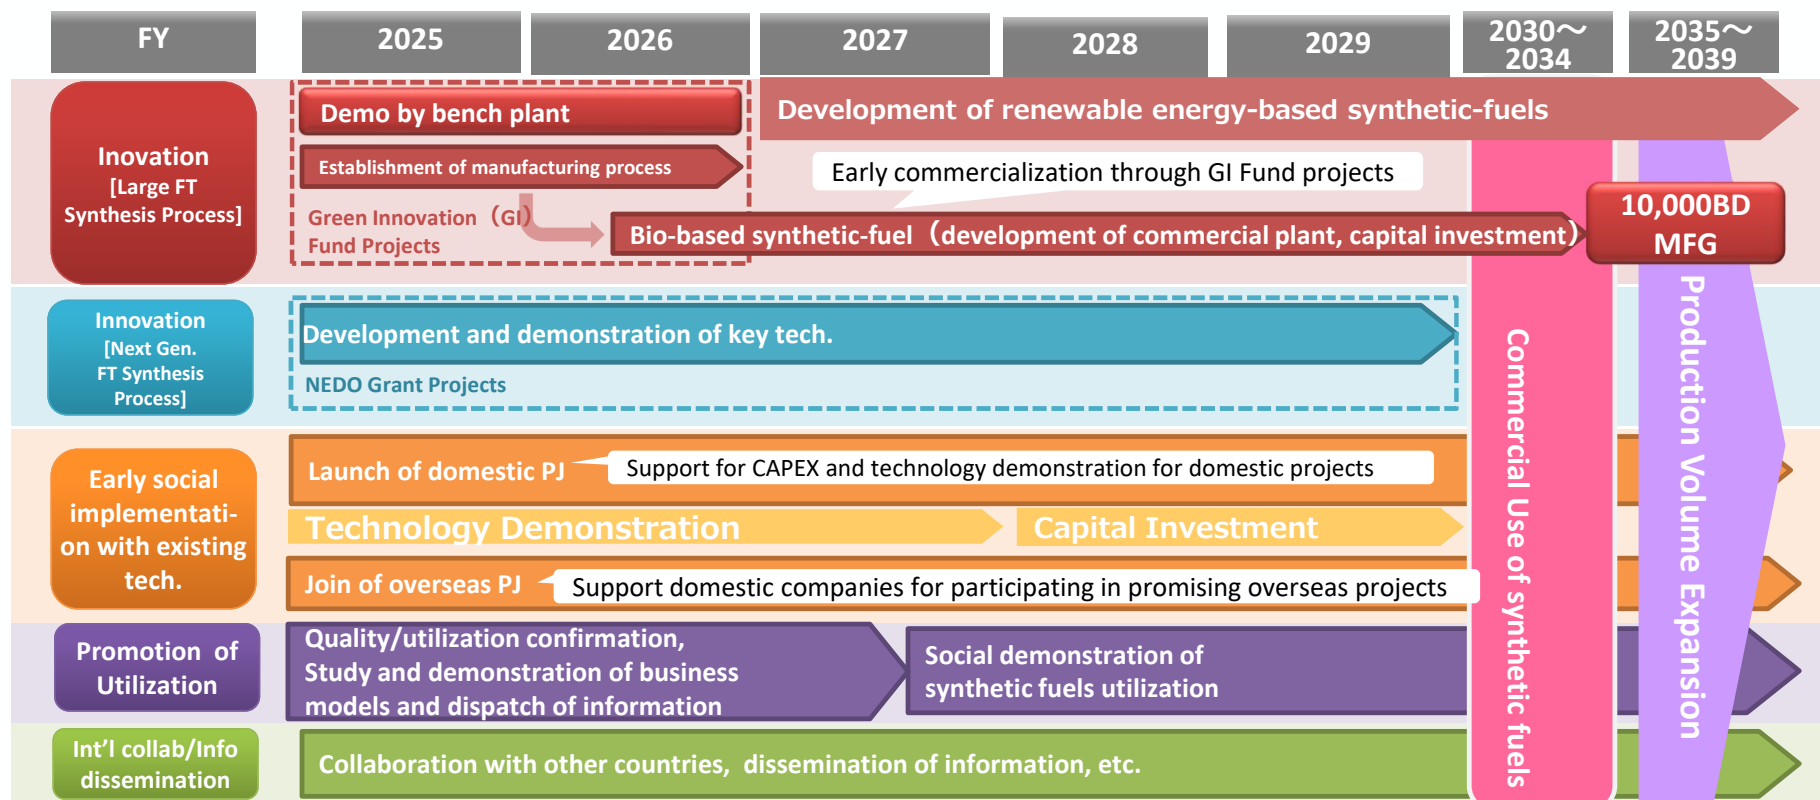 FY
2025
2026
2027
2028
2029
2030～
2034
2035～
2039
Inovation
[Large FT
Synthesis Process]
Demo by bench plant
Establishment of manufacturing process
Green Innovation（GI）
Fund Projects
Development of renewable energy-based synthetic-fuels
Early commercialization through GI Fund projects
Bio-based synthetic-fuel（development of commercial plant, capital investment）
10,000BD
MFG
Innovation
[Next Gen.
FT Synthesis
Process]
Development and demonstration of key tech.
NEDO Grant Projects
Early social
implementati-
on with existing
tech.
Launch of domestic PJ
Support for CAPEX and technology demonstration for domestic projects
Technology Demonstration
Capital Investment
Join of overseas PJ
Support domestic companies for participating in promising overseas projects
Promotion of
Utilization
Quality/utilization confirmation,
Study and demonstration of business
models and dispatch of information
Social demonstration of
synthetic fuels utilization
Int'l collab/Info
dissemination
Collaboration with other countries, dissemination of information, etc.
Commercial Use of synthetic fuels
Production Volume Expansion